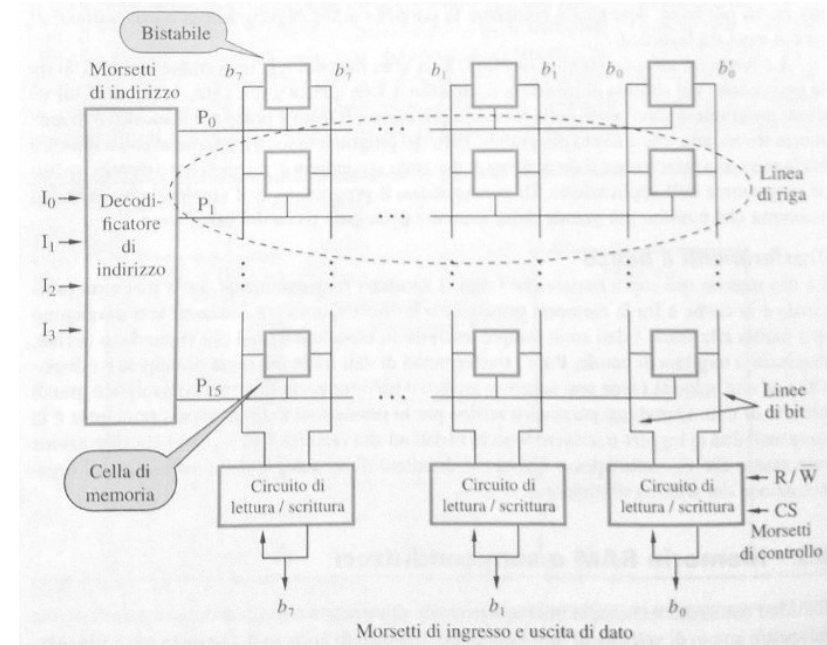 Bistabile
Morsetti
di indirizzo
b7 b'7 b1 b'1 b0 b'0
P0
Linea
di riga
I0
Decodi-
ficatore
di
indirizzo
P1
I1
I2
I3
P15
Linee
di bit
Cella di
memoria
Circuito di
lettura / scrittura
Circuito di
lettura / scrittura
Circuito di
lettura / scrittura
R / W̅
CS
Morsetti
di controllo
b7 b1 b0
Morsetti di ingresso e uscita di dato